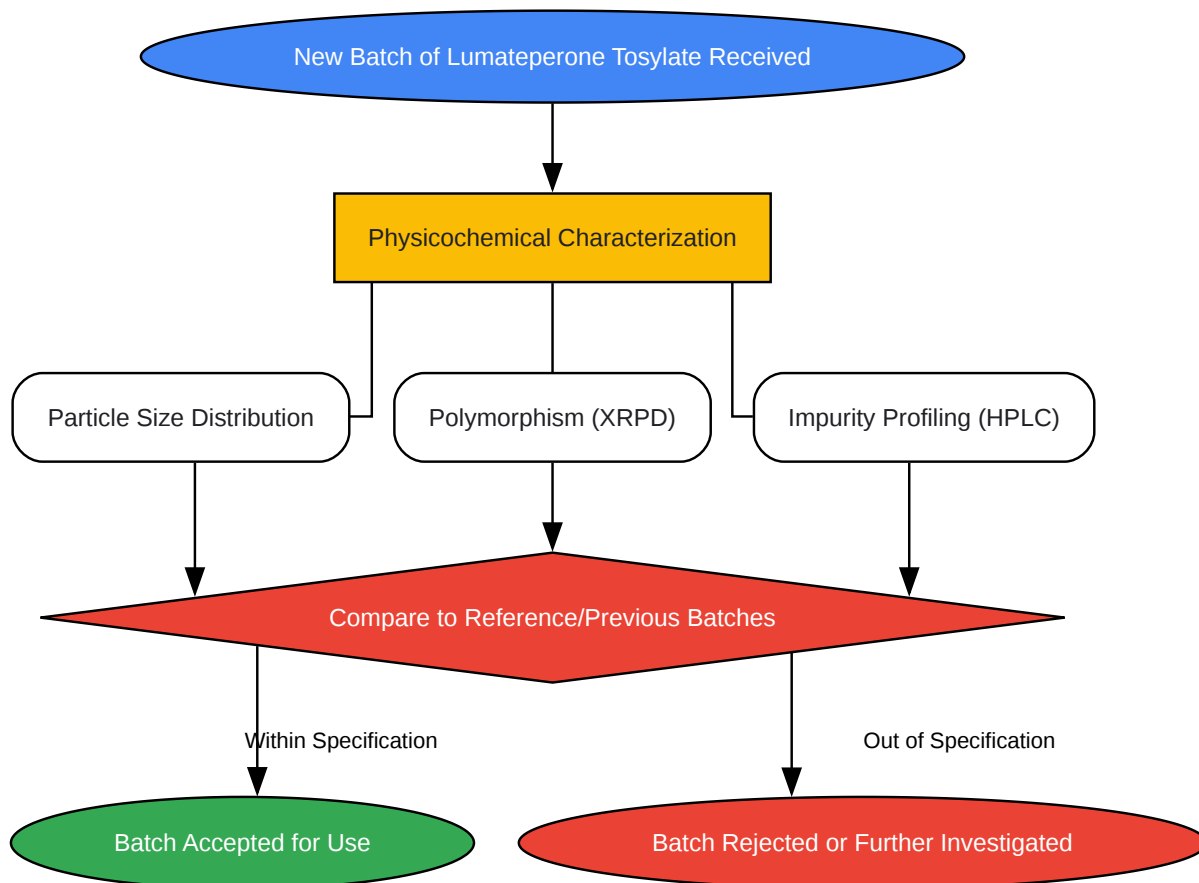 New Batch of Lumateperone Tosylate Received
Physicochemical Characterization
Particle Size Distribution
Polymorphism (XRPD)
Impurity Profiling (HPLC)
Compare to Reference/Previous Batches
Within Specification
Out of Specification
Batch Accepted for Use
Batch Rejected or Further Investigated